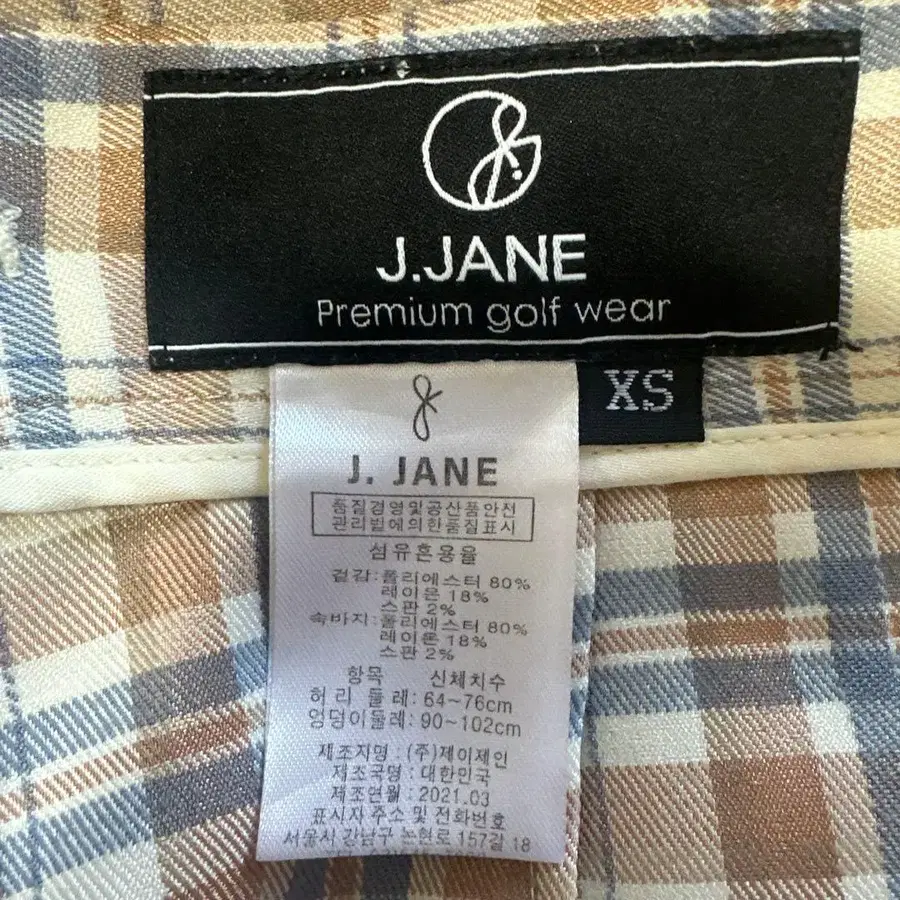 J.JANE
Premium golf wear
XS
J. JANE
품질경영및공산품안전
관리법에의한품질표시
섬유혼용율
겉감:폴리에스터 80%
레이온 18%
스판 2%
속바지:폴리에스터 80%
레이론 18%
스판 2%
항목 신체치수
허리 둘레: 64~76cm
엉덩이둘레: 90~102cm
제조자명 : (주)제이제인
제조국명 : 대한민국
제조연월 : 2021.03
표시자 주소 및 전화번호
서울시 강남구 논현로 157길 18